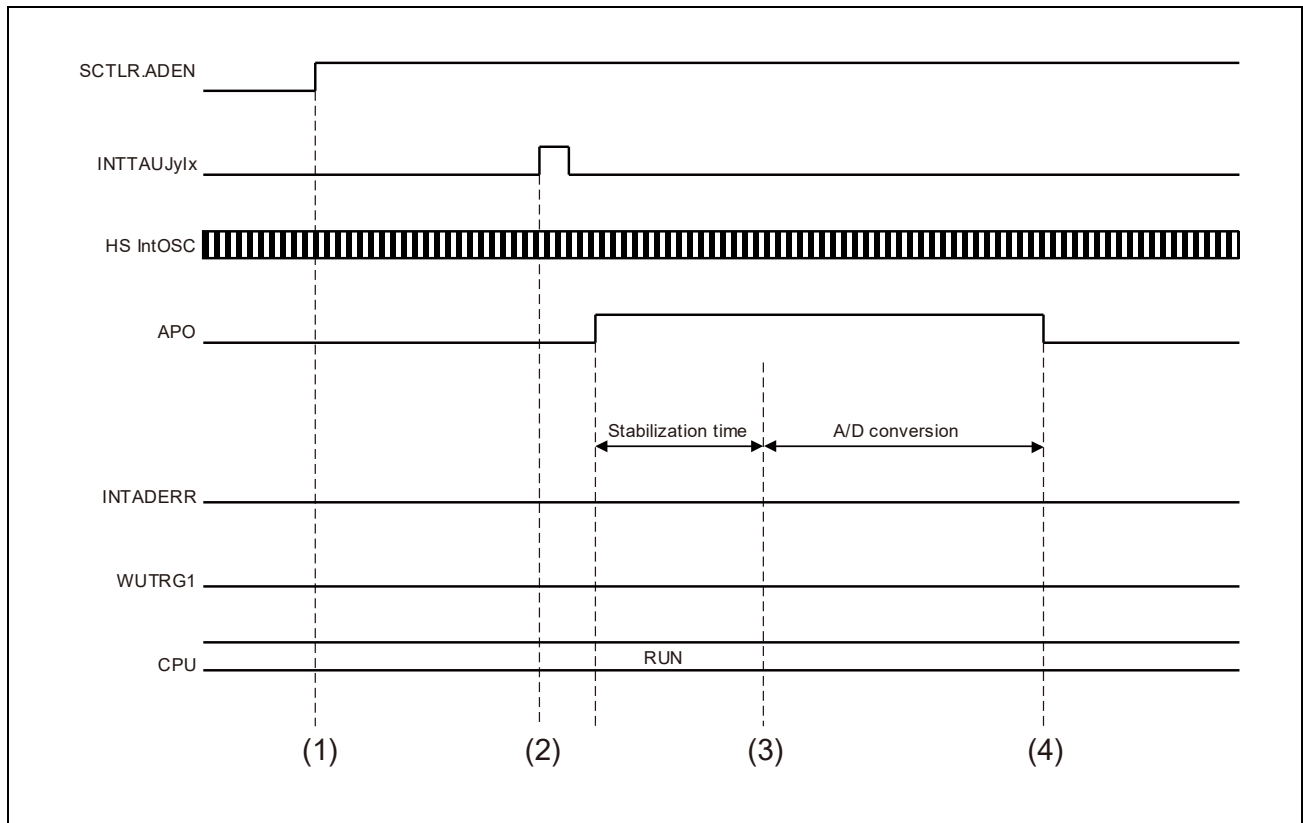 SCTLR.ADEN
INTTAUJyIx
HS IntOSC
APO
Stabilization time A/D conversion
INTADERR
WUTRG1
RUN
CPU
(1) (2) (3) (4)